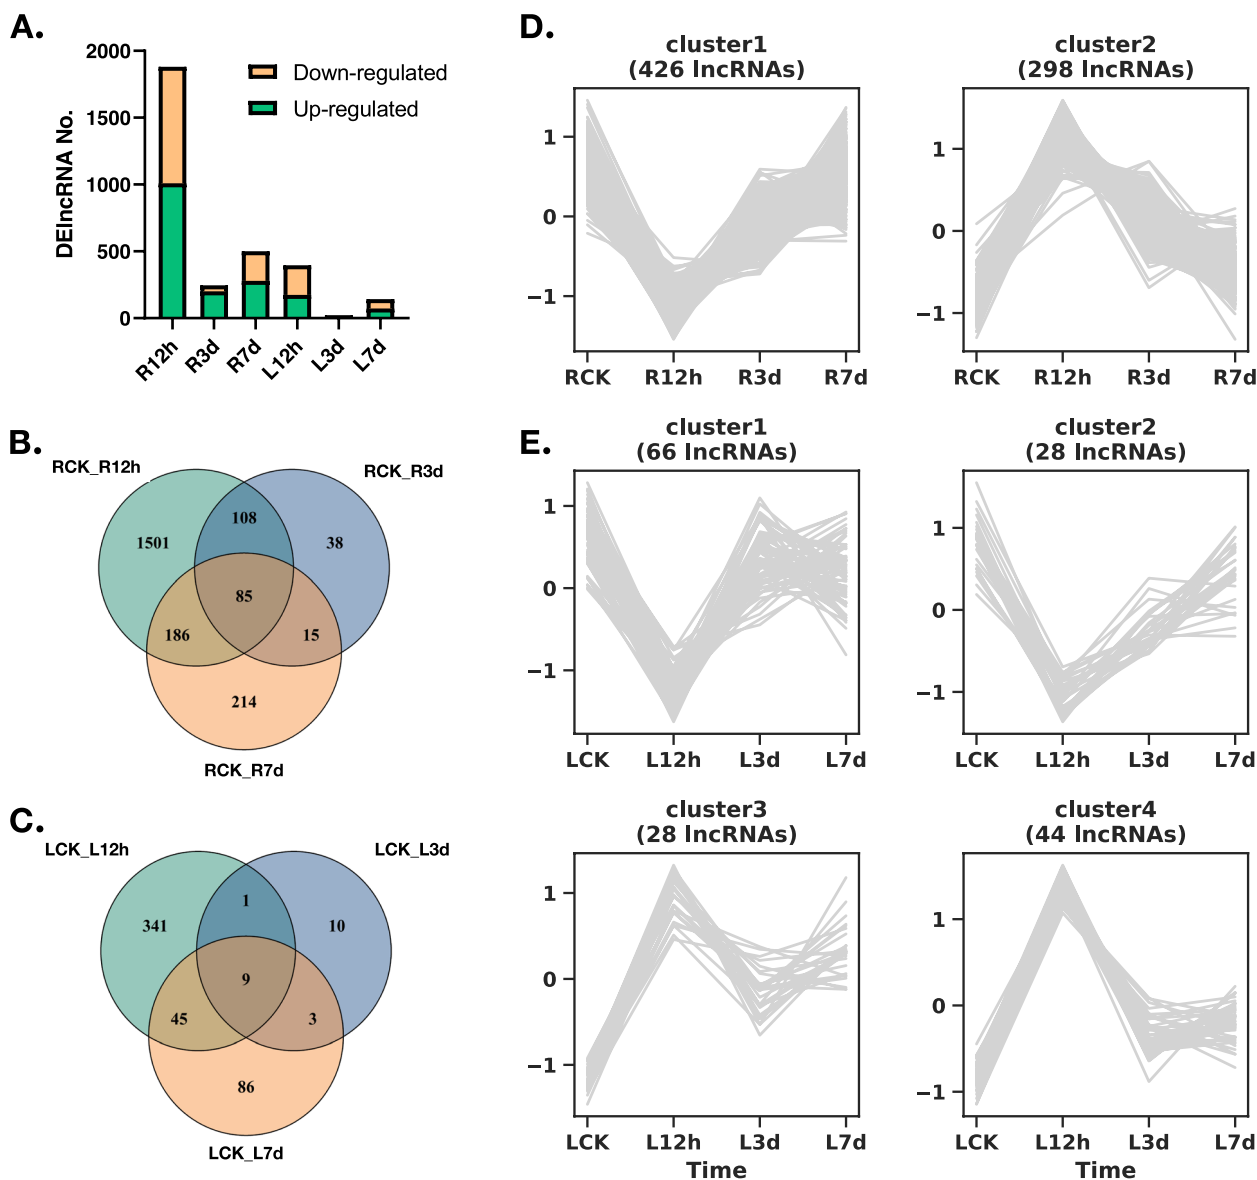 A.
2000
1500
1000
500
0
DElncRNA No.
Down-regulated
Up-regulated
R12h
R3d
R7d
L12h
L3d
L7d
B.
RCK_R12h
RCK_R3d
108
1501
38
85
186
15
214
RCK_R7d
C.
LCK_L12h
LCK_L3d
1
341
10
9
45
3
86
LCK_L7d
D.
cluster1
(426 lncRNAs)
1
0
−1
RCK
R12h
R3d
R7d
cluster2
(298 lncRNAs)
1
0
−1
RCK
R12h
R3d
R7d
E.
cluster1
(66 lncRNAs)
1
0
−1
LCK
L12h
L3d
L7d
cluster2
(28 lncRNAs)
1
0
−1
LCK
L12h
L3d
L7d
cluster3
(28 lncRNAs)
1
0
−1
LCK
L12h
L3d
L7d
Time
cluster4
(44 lncRNAs)
1
0
−1
LCK
L12h
L3d
L7d
Time